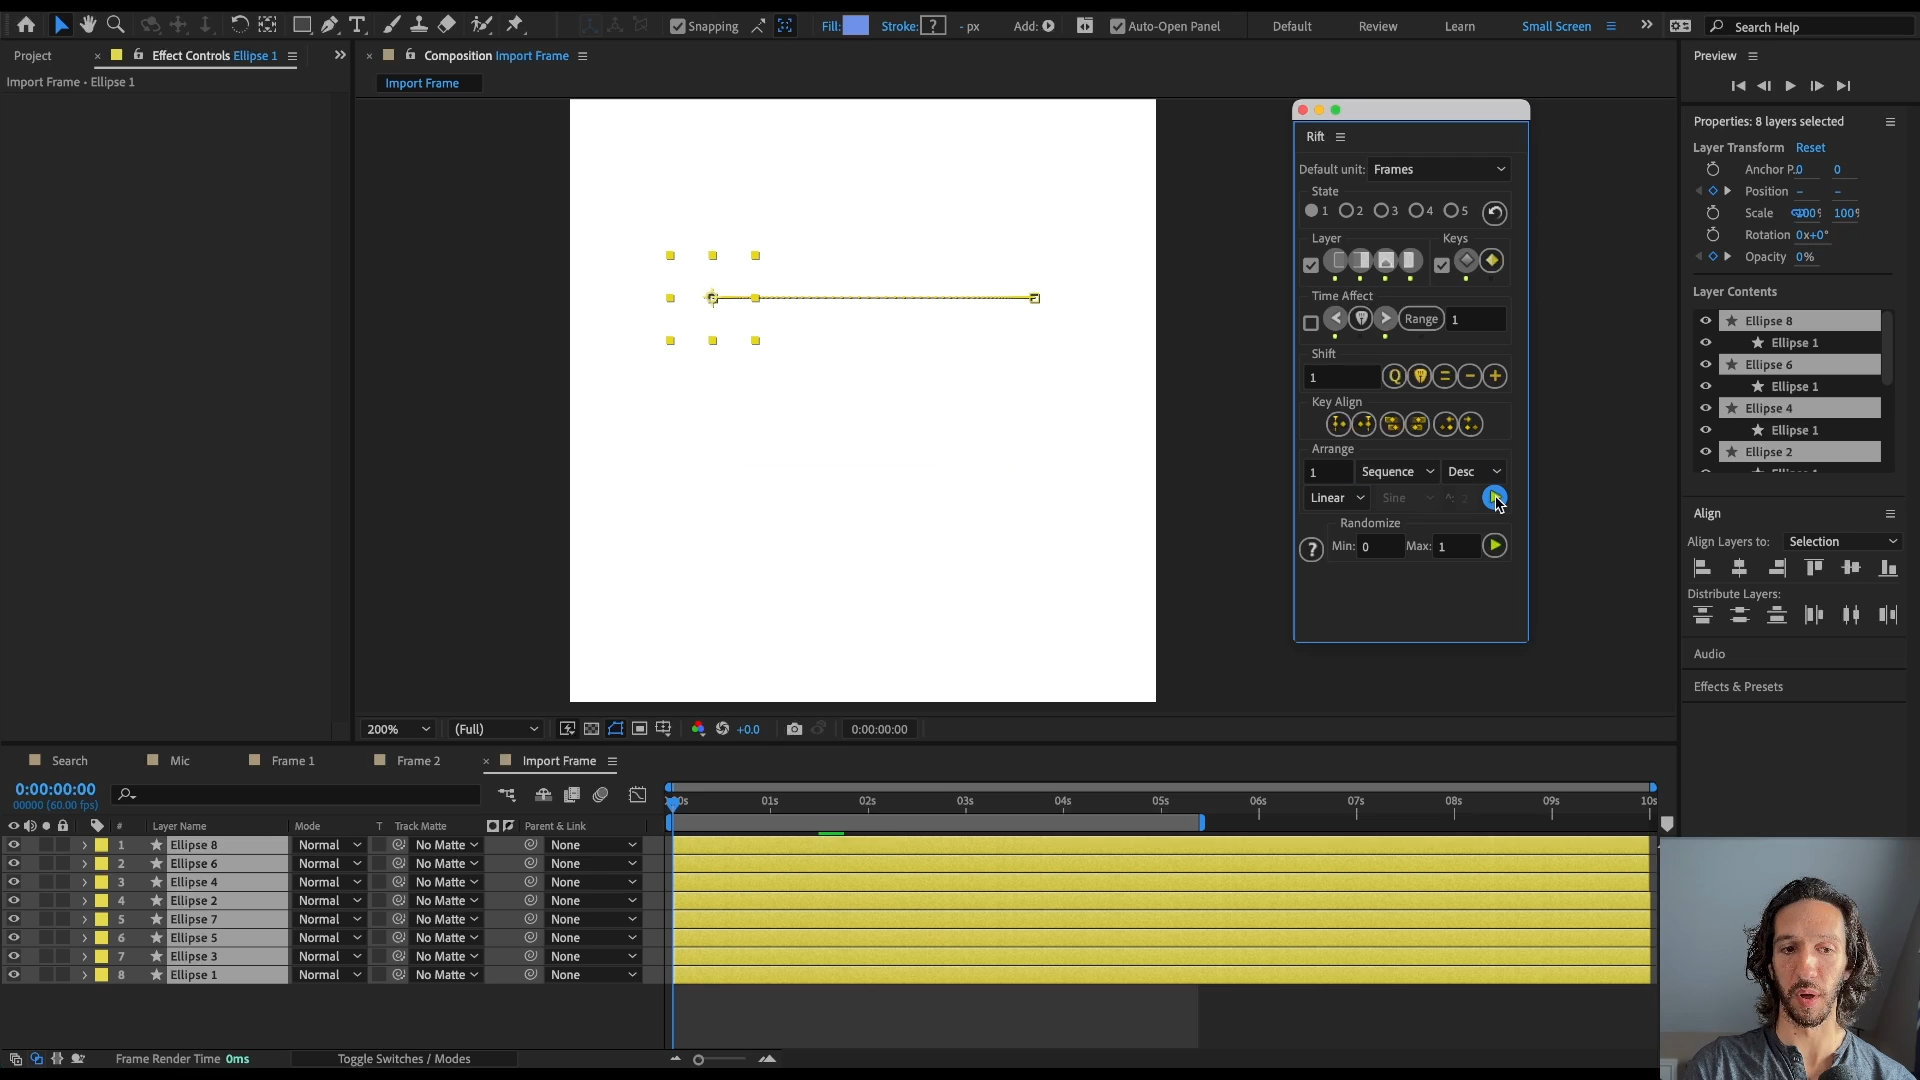 Snapping
Fill:
Stroke: ? - px
Add:
Auto-Open Panel
Default
Review
Learn
Small Screen
Search Help
Project
Effect Controls Ellipse 1
Composition Import Frame
Preview
Import Frame • Ellipse 1
Import Frame
Properties: 8 layers selected
Layer Transform Reset
Anchor P.. 0 0
Position - -
Scale 100% 100%
Rotation 0x+0°
Opacity 0%
Layer Contents
Ellipse 8
Ellipse 1
Ellipse 6
Ellipse 1
Ellipse 4
Ellipse 1
Ellipse 2
Ellipse 1
Align
Align Layers to: Selection
Distribute Layers:
Audio
Effects & Presets
Rift
Default unit: Frames
State
1 2 3 4 5
Layer Keys
Time Affect
Range 1
Shift
1 Q
Key Align
Arrange
1 Sequence Desc
Linear Sine ^: 2
Randomize
? Min: 0 Max: 1
200% (Full) +0.0 0:00:00:00
Search Mic Frame 1 Frame 2 Import Frame
0:00:00:00
00000 (60.00 fps)
01s 02s 03s 04s 05s 06s 07s 08s 09s 10s
# Layer Name Mode T Track Matte Parent & Link
1 Ellipse 8 Normal No Matte None
2 Ellipse 6 Normal No Matte None
3 Ellipse 4 Normal No Matte None
4 Ellipse 2 Normal No Matte None
5 Ellipse 7 Normal No Matte None
6 Ellipse 5 Normal No Matte None
7 Ellipse 3 Normal No Matte None
8 Ellipse 1 Normal No Matte None
Frame Render Time 0ms
Toggle Switches / Modes